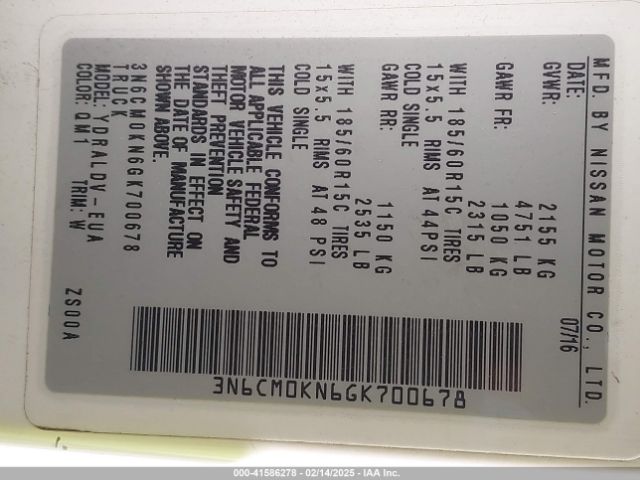 MFD. BY NISSAN MOTOR CO., LTD.
DATE: 07/16
GVWR: 2155 KG
4751 LB
GAWR FR: 1050 KG
2315 LB
WITH 185/60R15C TIRES
15x5.5 RIMS AT 44PSI
COLD SINGLE
GAWR RR: 1150 KG
2535 LB
WITH 185/60R15C TIRES
15x5.5 RIMS AT 48 PSI
COLD SINGLE
THIS VEHICLE CONFORMS TO
ALL APPLICABLE FEDERAL
MOTOR VEHICLE SAFETY AND
THEFT PREVENTION
STANDARDS IN EFFECT ON
THE DATE OF MANUFACTURE
SHOWN ABOVE.
3N6CM0KN6GK700678
TRUCK
MODEL: YDRALDV-EUA
COLOR: QM1 TRIM: W
ZS00A
3N6CM0KN6GK700678
000-41586278 - 02/14/2025 - IAA Inc.